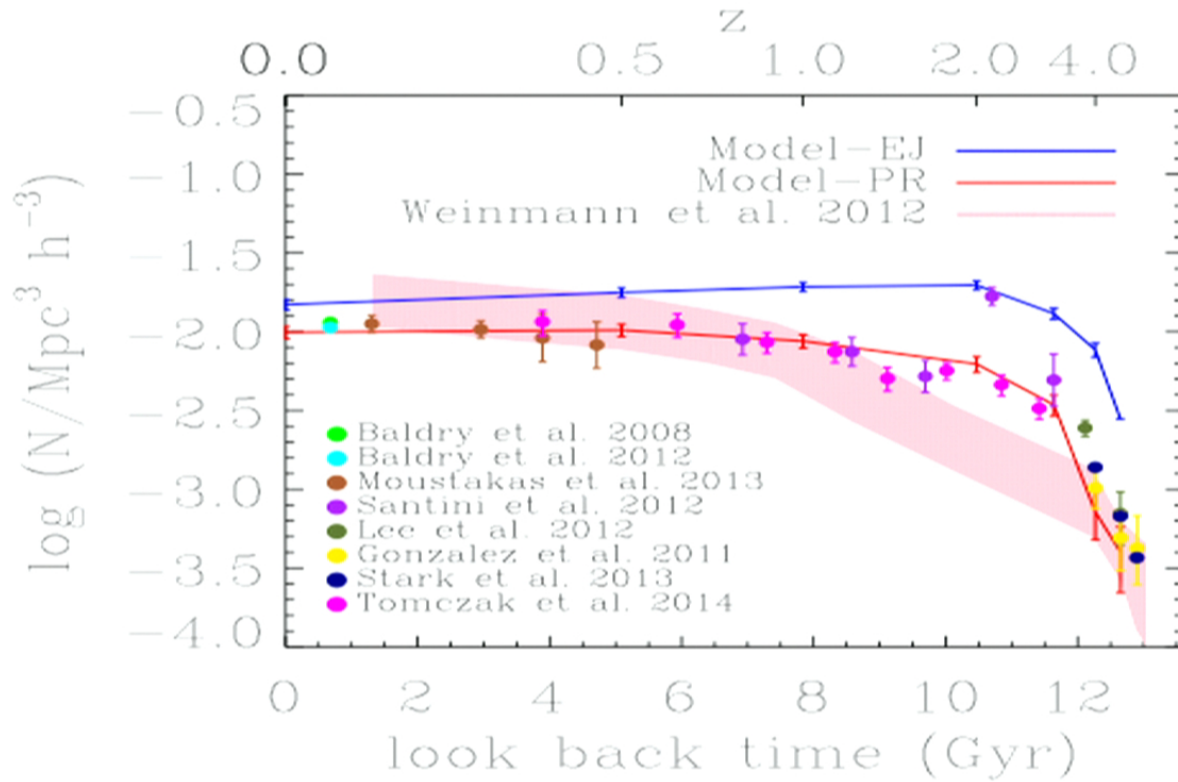 z
0.0 0.5 1.0 2.0 4.0
-0.5
-1.0
-1.5
-2.0
-2.5
-3.0
-3.5
-4.0
log (N/Mpc³ h⁻³)
Model-EJ
Model-PR
Weinmann et al. 2012
Baldry et al. 2008
Baldry et al. 2012
Moustakas et al. 2013
Santini et al. 2012
Lee et al. 2012
Gonzalez et al. 2011
Stark et al. 2013
Tomczak et al. 2014
0 2 4 6 8 10 12
look back time (Gyr)